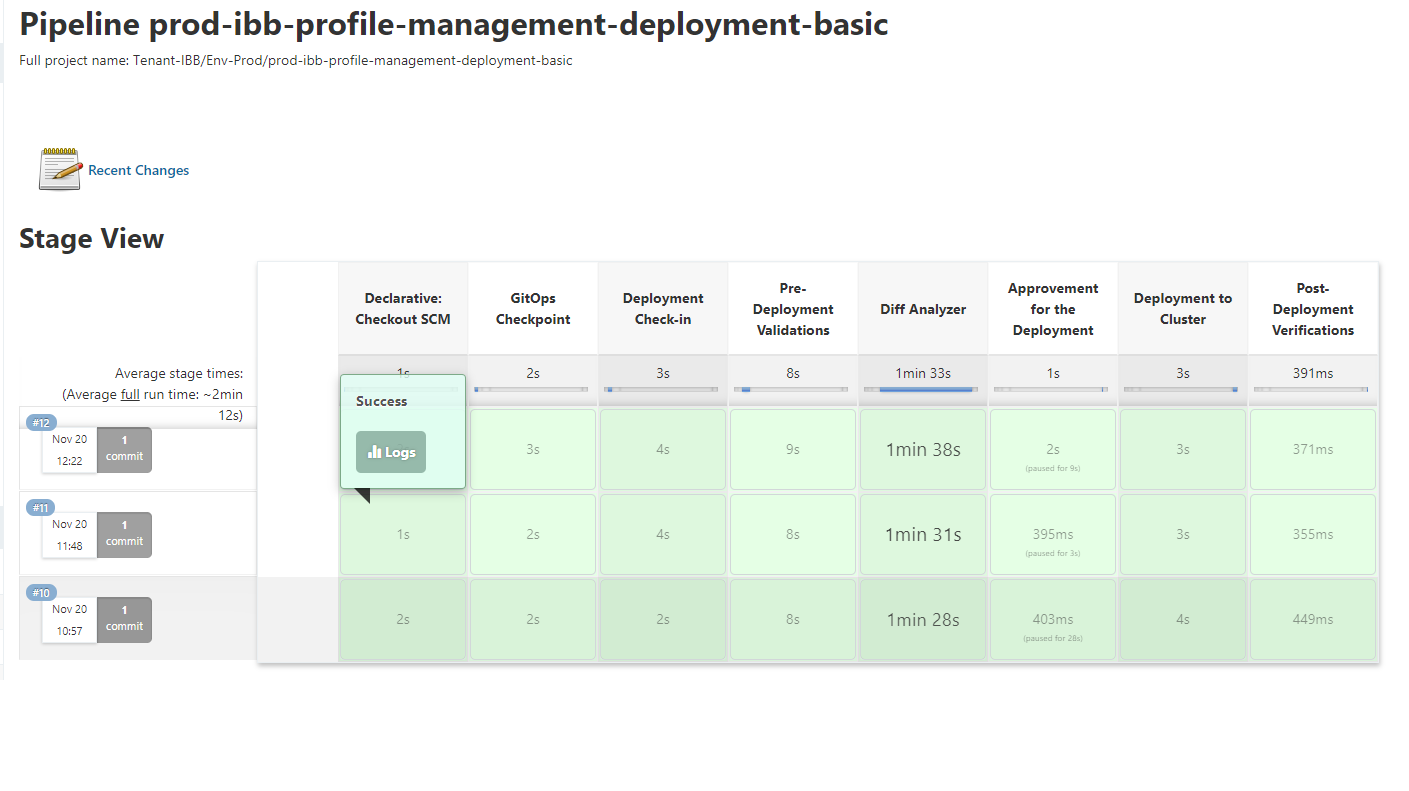 Pipeline prod-ibb-profile-management-deployment-basic
Full project name: Tenant-IBB/Env-Prod/prod-ibb-profile-management-deployment-basic
Recent Changes
Stage View
Declarative:
Checkout SCM
GitOps
Checkpoint
Deployment
Check-in
Pre-
Deployment
Validations
Diff Analyzer
Approvement
for the
Deployment
Deployment to
Cluster
Post-
Deployment
Verifications
Average stage times:
(Average full run time: ~2min
12s)
1s
2s
3s
8s
1min 33s
1s
3s
391ms
#12
Nov 20
12:22
1
commit
Success
Logs
3s
4s
9s
1min 38s
2s
(paused for 9s)
3s
371ms
#11
Nov 20
11:48
1
commit
1s
2s
4s
8s
1min 31s
395ms
(paused for 3s)
3s
355ms
#10
Nov 20
10:57
1
commit
2s
2s
2s
8s
1min 28s
403ms
(paused for 28s)
4s
449ms